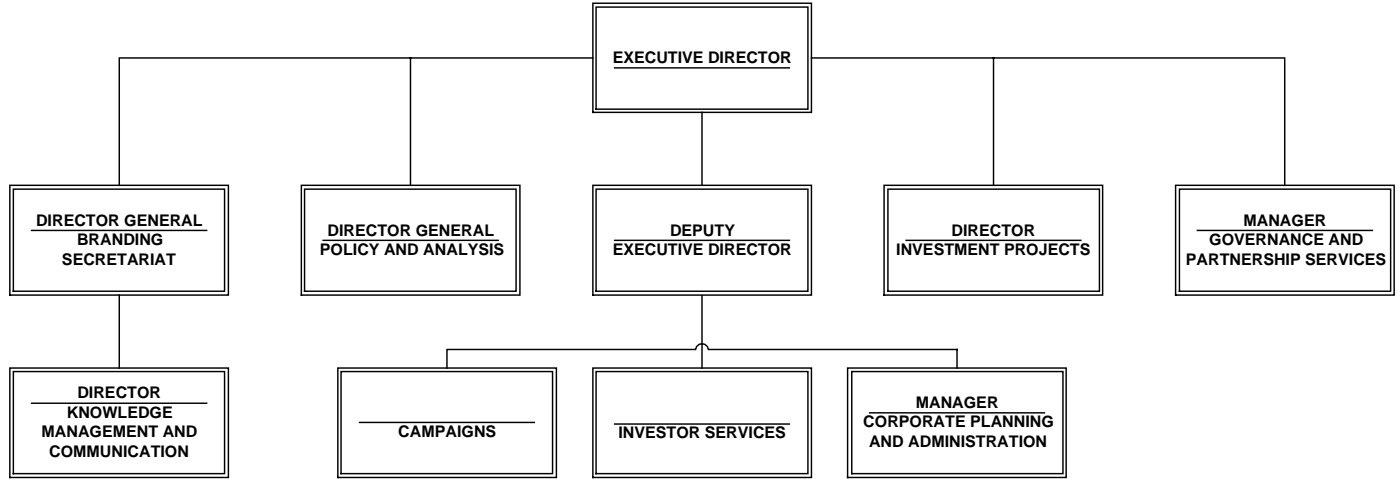 EXECUTIVE DIRECTOR
DIRECTOR GENERAL
BRANDING
SECRETARIAT
DIRECTOR GENERAL
POLICY AND ANALYSIS
DEPUTY
EXECUTIVE DIRECTOR
DIRECTOR
INVESTMENT PROJECTS
MANAGER
GOVERNANCE AND
PARTNERSHIP SERVICES
DIRECTOR
KNOWLEDGE
MANAGEMENT AND
COMMUNICATION
CAMPAIGNS
INVESTOR SERVICES
MANAGER
CORPORATE PLANNING
AND ADMINISTRATION